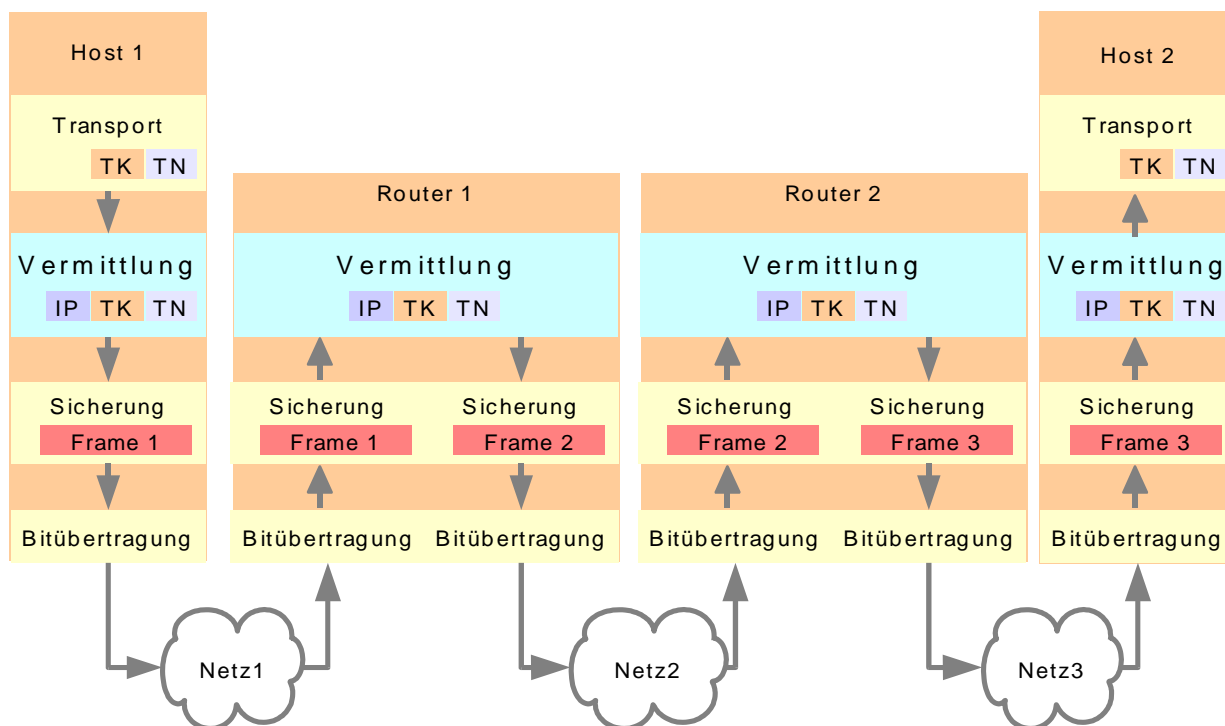 Host 1
Transport
TK TN
Vermittlung
IP TK TN
Sicherung
Frame 1
Bitübertragung
Router 1
Vermittlung
IP TK TN
Sicherung Sicherung
Frame 1 Frame 2
Bitübertragung Bitübertragung
Router 2
Vermittlung
IP TK TN
Sicherung Sicherung
Frame 2 Frame 3
Bitübertragung Bitübertragung
Host 2
Transport
TK TN
Vermittlung
IP TK TN
Sicherung
Frame 3
Bitübertragung
Netz1
Netz2
Netz3